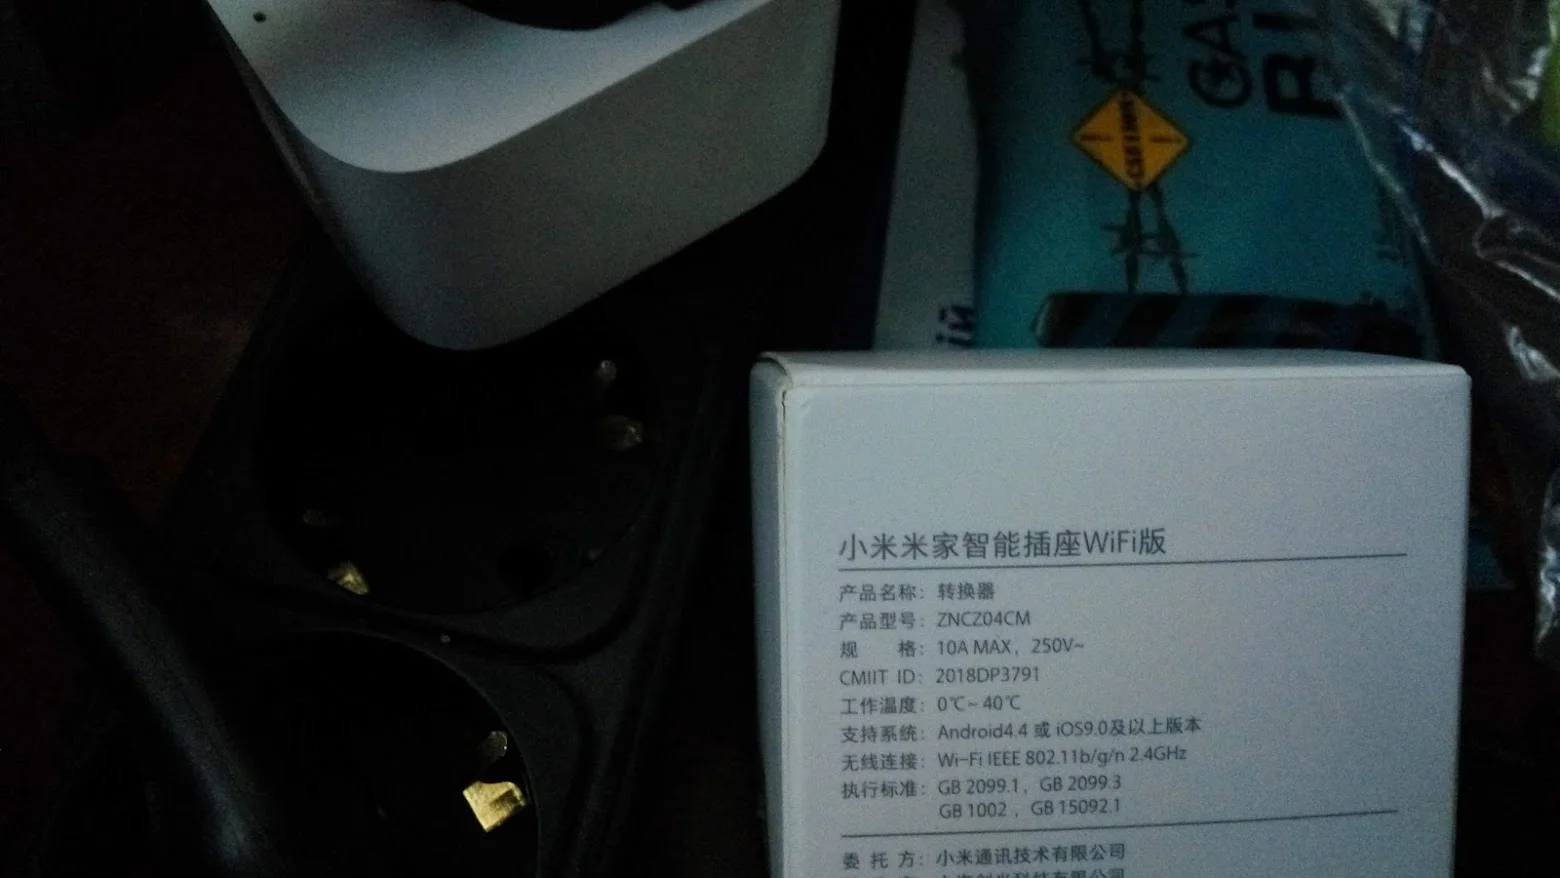 GAS
RI
CAUTION
小米米家智能插座WiFi版
产品名称：转换器
产品型号：ZNCZ04CM
规　　格：10A MAX，250V~
CMIIT ID：2018DP3791
工作温度：0℃~ 40℃
支持系统：Android4.4 或 iOS9.0及以上版本
无线连接：Wi-Fi IEEE 802.11b/g/n 2.4GHz
执行标准：GB 2099.1，GB 2099.3
GB 1002 ，GB 15092.1
委 托 方：小米通讯技术有限公司